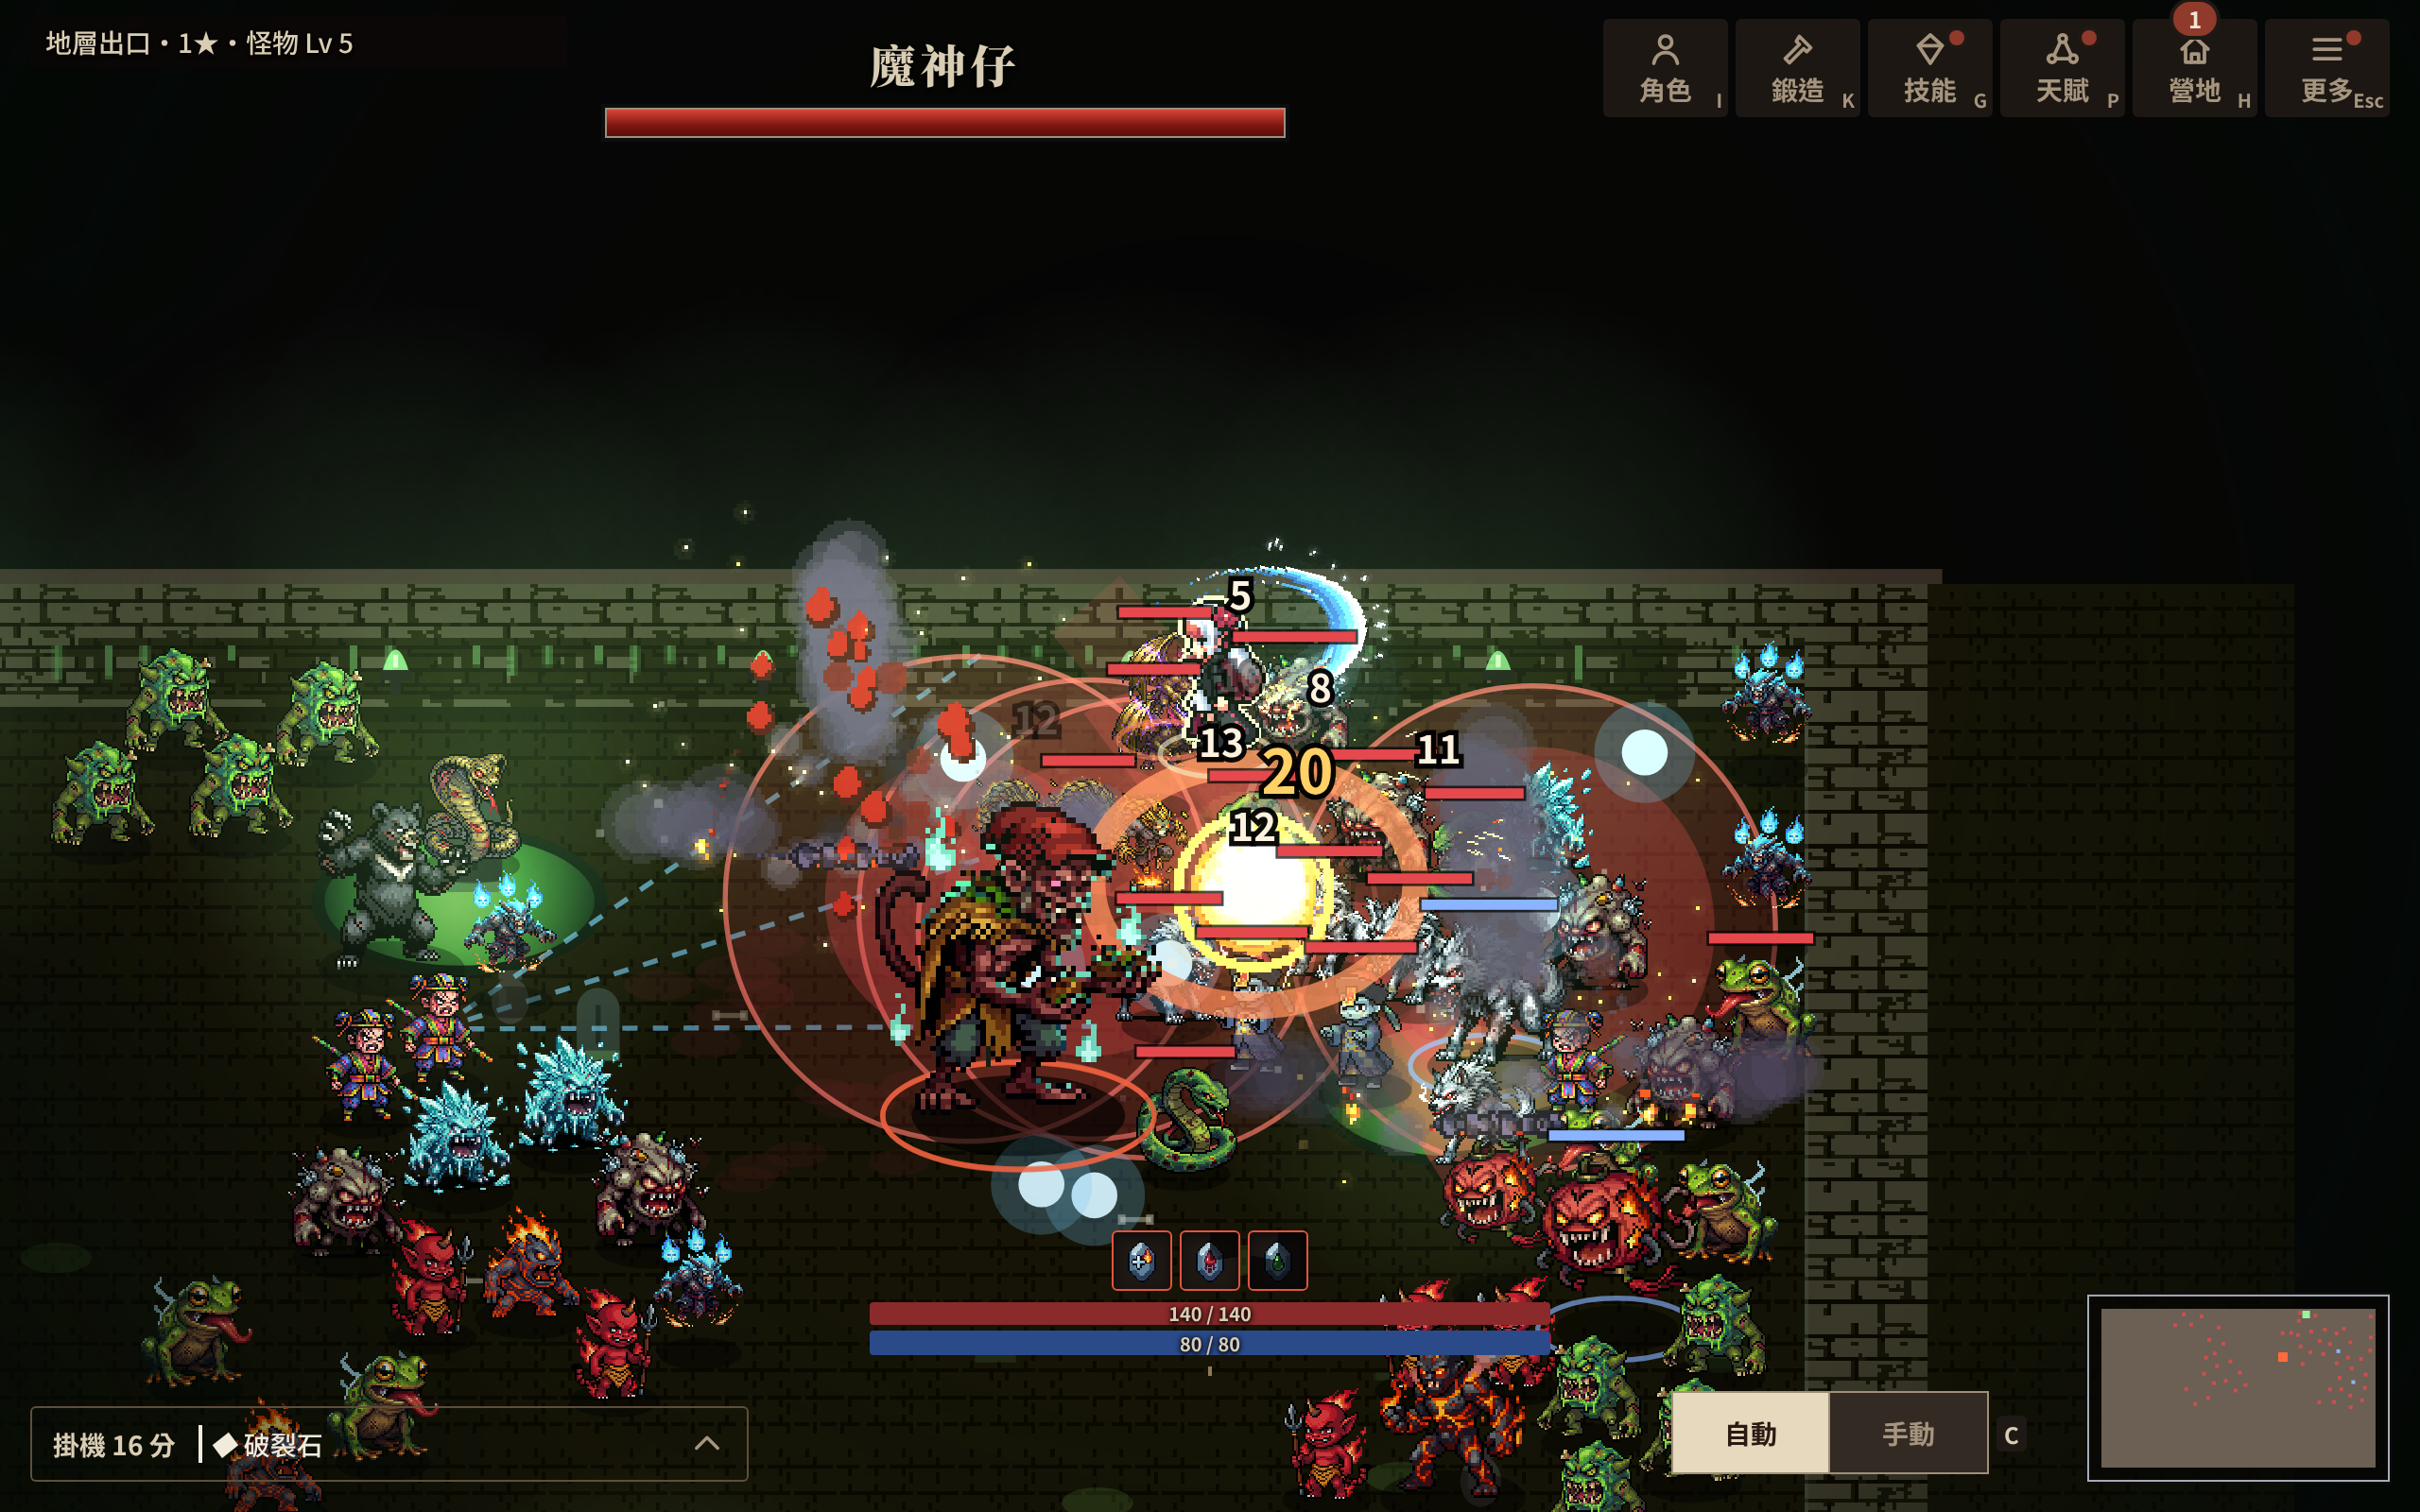 地層出口・1★・怪物 Lv 5
魔神仔
角色 I
鍛造 K
技能 G
天賦 P
1
營地 H
更多 Esc
5
8
12
13
20
11
12
140 / 140
80 / 80
掛機 16 分
◆破裂石
自動
手動
C